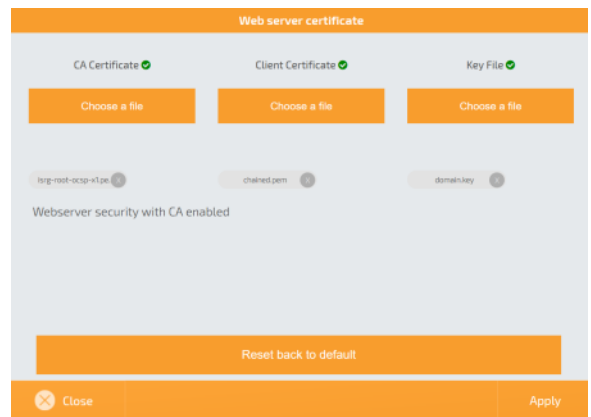 Web server certificate
CA Certificate
Client Certificate
Key File
Choose a file
Choose a file
Choose a file
lsrg-root-ocsp-x1.pe
chained.pem
domain.key
Webserver security with CA enabled
Reset back to default
Close
Apply